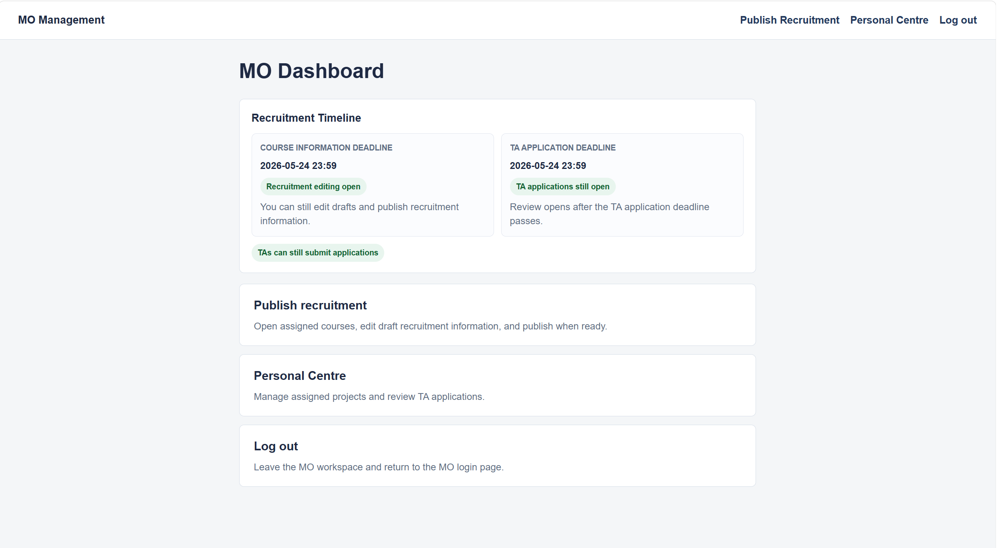 MO Management
Publish Recruitment
Personal Centre
Log out
MO Dashboard
Recruitment Timeline
COURSE INFORMATION DEADLINE
2026-05-24 23:59
Recruitment editing open
You can still edit drafts and publish recruitment
information.
TA APPLICATION DEADLINE
2026-05-24 23:59
TA applications still open
Review opens after the TA application deadline
passes.
TAs can still submit applications
Publish recruitment
Open assigned courses, edit draft recruitment information, and publish when ready.
Personal Centre
Manage assigned projects and review TA applications.
Log out
Leave the MO workspace and return to the MO login page.